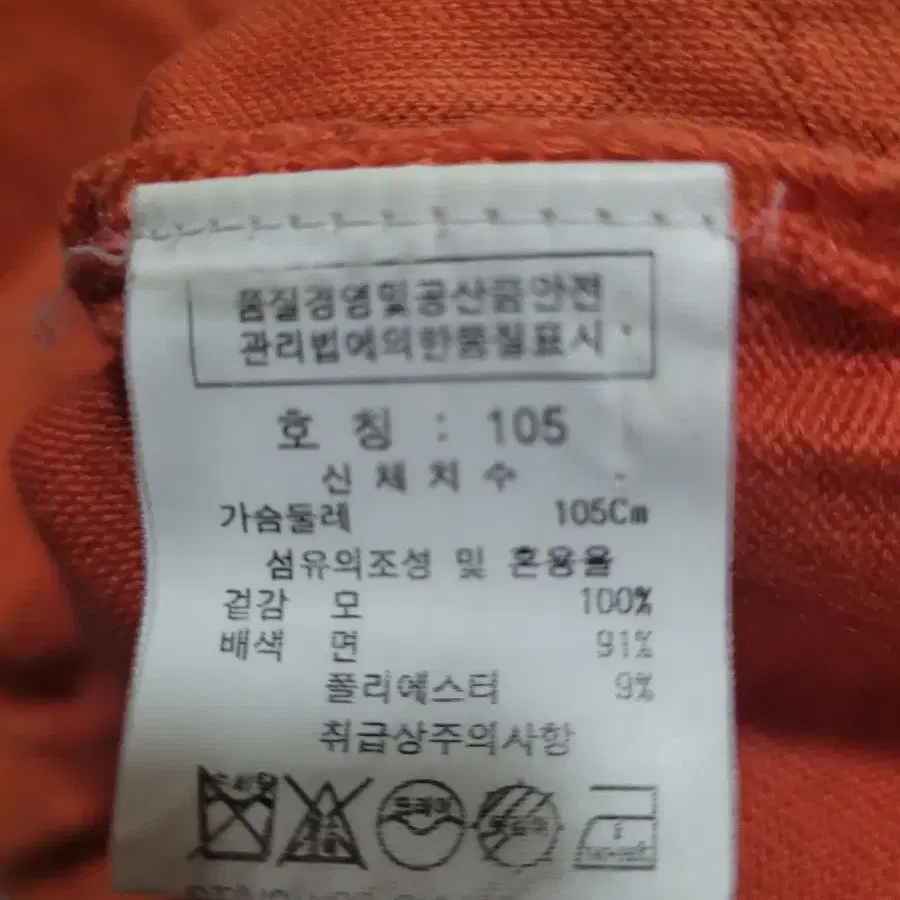 품질경영및공산품안전
관리법에의한품질표시
호 칭 : 105
신 체 치 수
가슴둘레 105Cm
섬유의조성 및 혼용율
겉감 모 100%
배색 면 91%
폴리에스터 9%
취급상주의사항
드라이